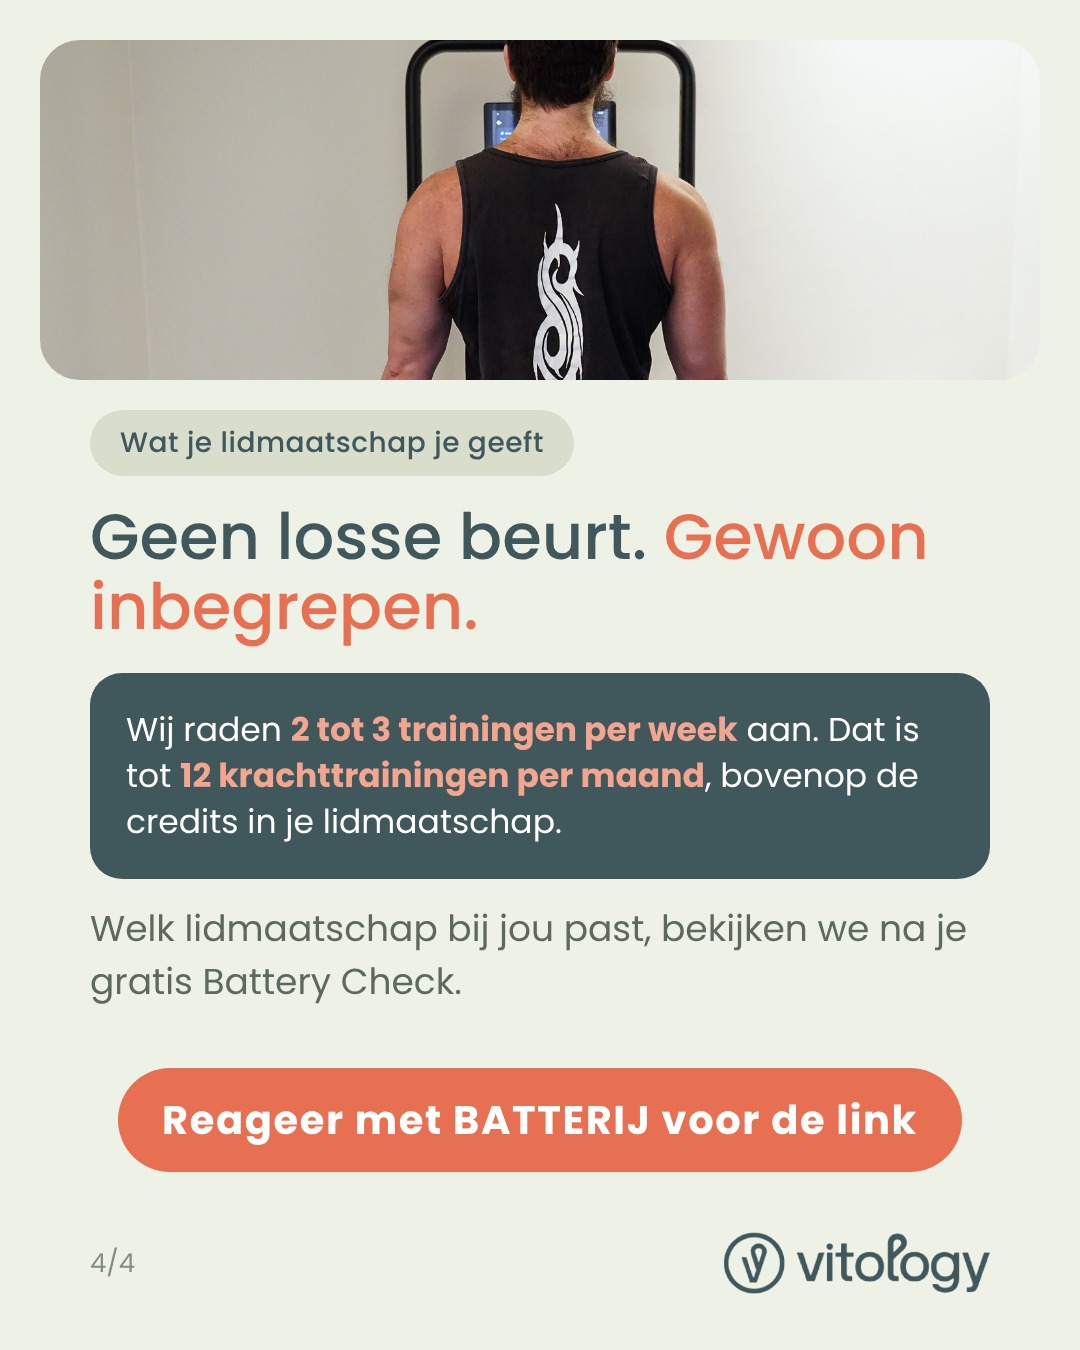 Wat je lidmaatschap je geeft
Geen losse beurt. Gewoon
inbegrepen.
Wij raden 2 tot 3 trainingen per week aan. Dat is
tot 12 krachttrainingen per maand, bovenop de
credits in je lidmaatschap.
Welk lidmaatschap bij jou past, bekijken we na je
gratis Battery Check.
Reageer met BATTERIJ voor de link
4/4
vitology